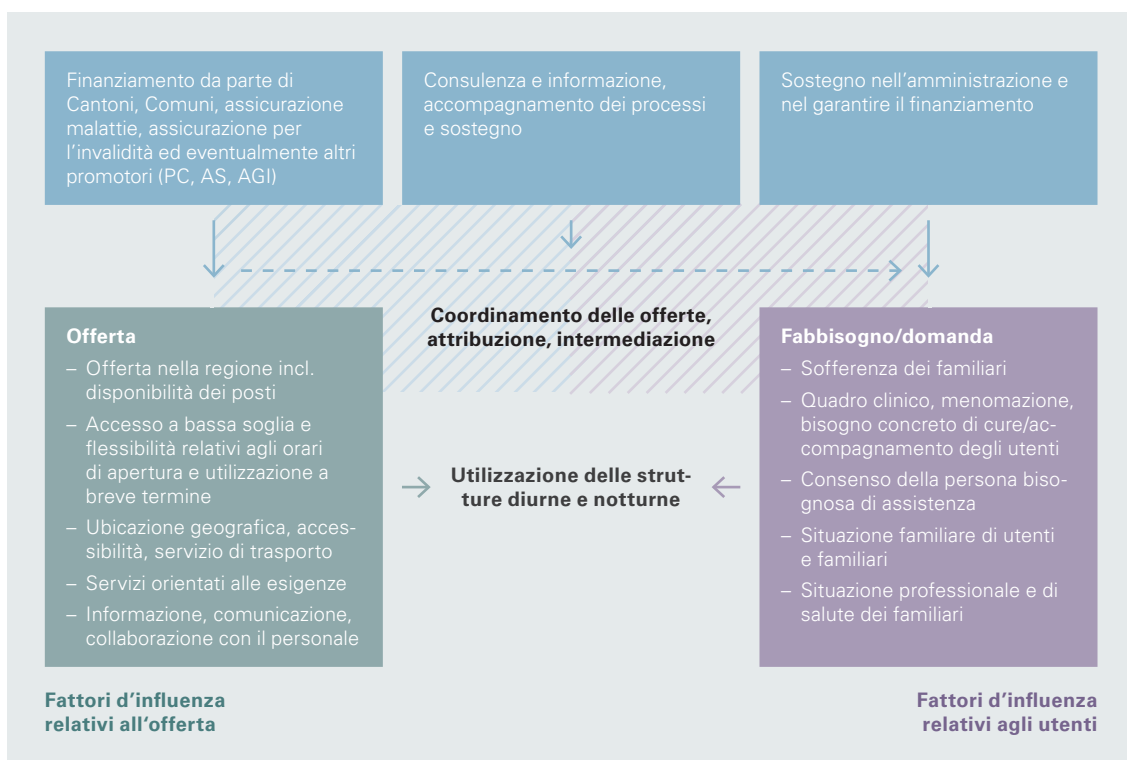 Finanziamento da parte di
Cantoni, Comuni, assicurazione
malattie, assicurazione per
l'invalidità ed eventualmente altri
promotori (PC, AS, AGI)
Consulenza e informazione,
accompagnamento dei processi
e sostegno
Sostegno nell'amministrazione e
nel garantire il finanziamento
Coordinamento delle offerte,
attribuzione, intermediazione
Offerta
– Offerta nella regione incl.
disponibilità dei posti
– Accesso a bassa soglia e
flessibilità relativi agli orari
di apertura e utilizzazione a
breve termine
– Ubicazione geografica, acces-
sibilità, servizio di trasporto
– Servizi orientati alle esigenze
– Informazione, comunicazione,
collaborazione con il personale
Utilizzazione delle strut-
ture diurne e notturne
Fabbisogno/domanda
– Sofferenza dei familiari
– Quadro clinico, menomazione,
bisogno concreto di cure/ac-
compagnamento degli utenti
– Consenso della persona biso-
gnosa di assistenza
– Situazione familiare di utenti
e familiari
– Situazione professionale e di
salute dei familiari
Fattori d'influenza
relativi all'offerta
Fattori d'influenza
relativi agli utenti